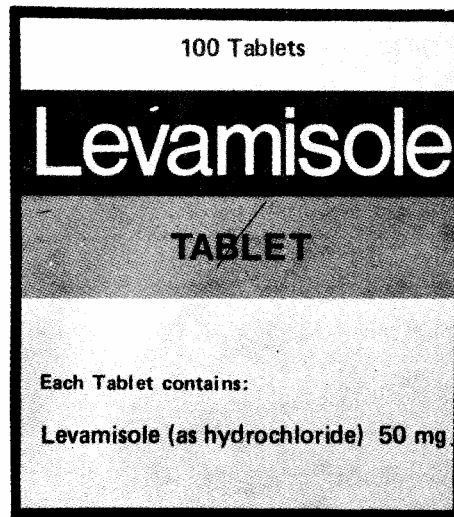 100 Tablets
Levamisole
TABLET
Each Tablet contains:
Levamisole (as hydrochloride) 50 mg.